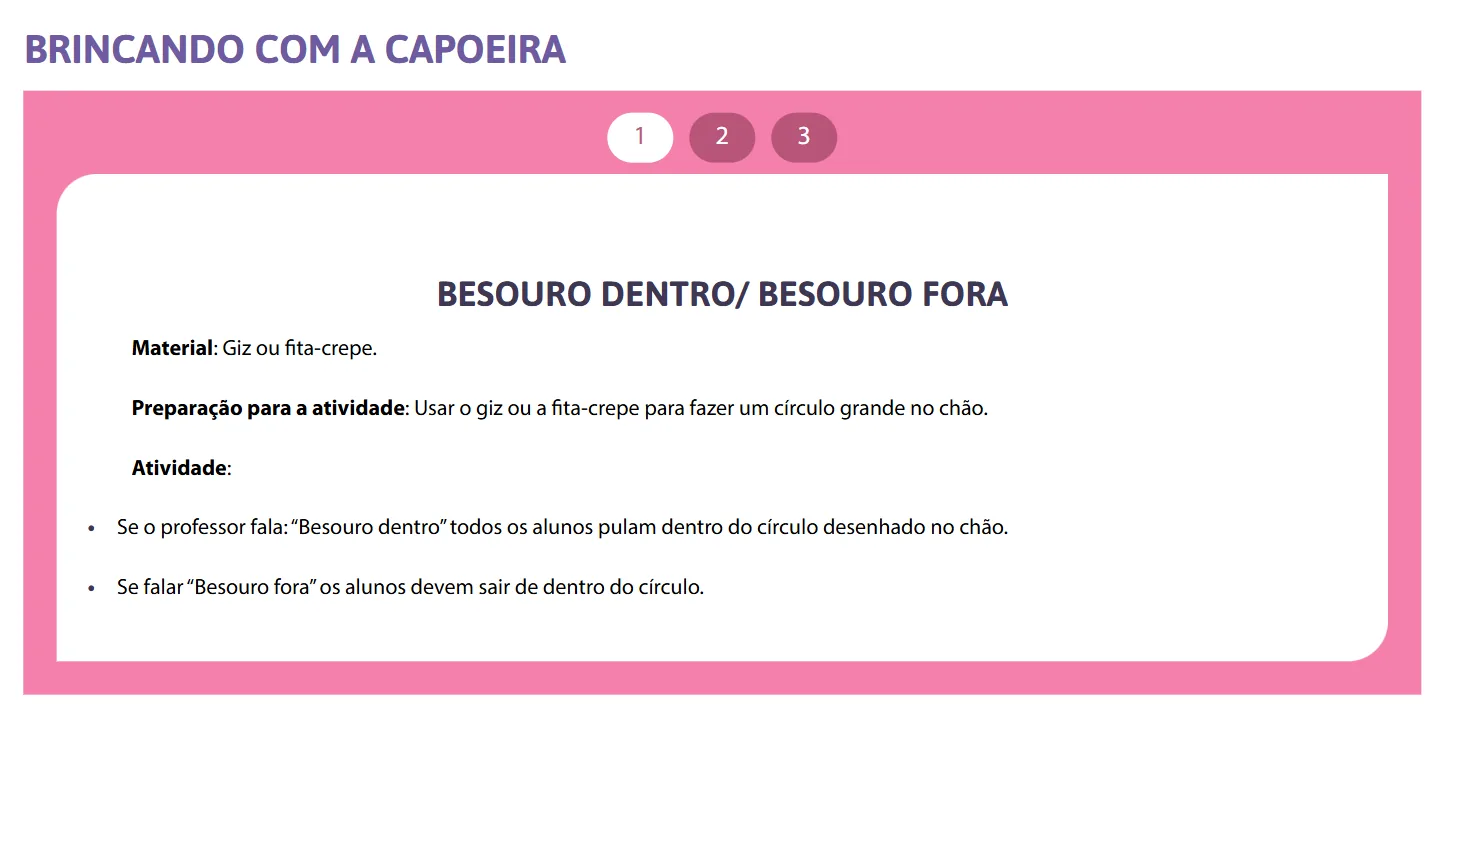 BRINCANDO COM A CAPOEIRA
1 2 3
BESOURO DENTRO/ BESOURO FORA
Material: Giz ou fita-crepe.
Preparação para a atividade: Usar o giz ou a fita-crepe para fazer um círculo grande no chão.
Atividade:
• Se o professor fala: “Besouro dentro” todos os alunos pulam dentro do círculo desenhado no chão.
• Se falar “Besouro fora” os alunos devem sair de dentro do círculo.